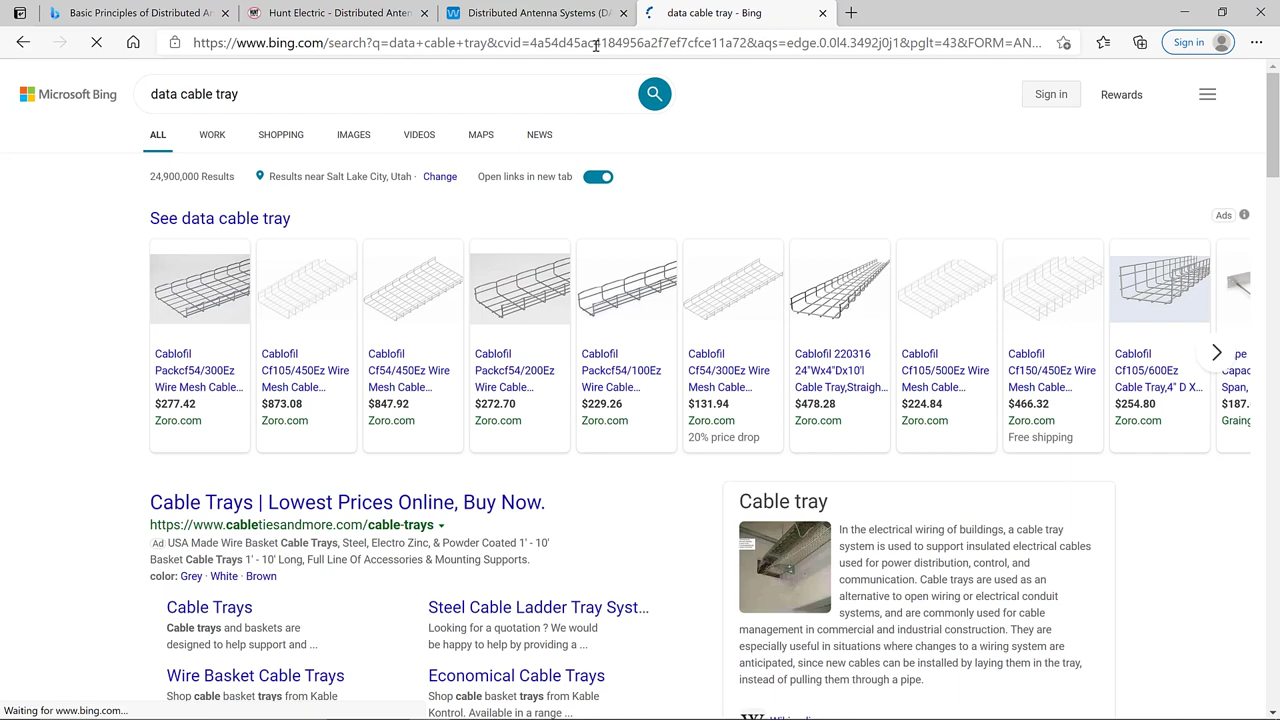 Basic Principles of Distributed An
Hunt Electric - Distributed Anten
Distributed Antenna Systems (DA
data cable tray - Bing
https://www.bing.com/search?q=data+cable+tray&cvid=4a54d45ac4184956a2f7ef7cfce11a72&aqs=edge.0.0l4.3492j0j1&pglt=43&FORM=AN...
Sign in
Microsoft Bing
data cable tray
Sign in
Rewards
ALL WORK SHOPPING IMAGES VIDEOS MAPS NEWS
24,900,000 Results
Results near Salt Lake City, Utah · Change
Open links in new tab
See data cable tray
Ads
Cablofil
Packcf54/300Ez
Wire Mesh Cable...
$277.42
Zoro.com
Cablofil
Cf105/450Ez Wire
Mesh Cable...
$873.08
Zoro.com
Cablofil
Cf54/450Ez Wire
Mesh Cable...
$847.92
Zoro.com
Cablofil
Packcf54/200Ez
Wire Cable...
$272.70
Zoro.com
Cablofil
Packcf54/100Ez
Wire Cable...
$229.26
Zoro.com
Cablofil
Cf54/300Ez Wire
Mesh Cable...
$131.94
Zoro.com
20% price drop
Cablofil 220316
24"Wx4"Dx10'l
Cable Tray,Straigh...
$478.28
Zoro.com
Cablofil
Cf105/500Ez Wire
Mesh Cable...
$224.84
Zoro.com
Cablofil
Cf150/450Ez Wire
Mesh Cable...
$466.32
Zoro.com
Free shipping
Cablofil
Cf105/600Ez
Cable Tray,4" D X...
$254.80
Zoro.com
pe
Capac
Span,
$187.
Graing
Cable Trays | Lowest Prices Online, Buy Now.
https://www.cabletiesandmore.com/cable-trays
Ad USA Made Wire Basket Cable Trays, Steel, Electro Zinc, & Powder Coated 1' - 10'
Basket Cable Trays 1' - 10' Long, Full Line Of Accessories & Mounting Supports.
color: Grey · White · Brown
Cable Trays
Cable trays and baskets are
designed to help support and ...
Steel Cable Ladder Tray Syst...
Looking for a quotation ? We would
be happy to help by providing a ...
Wire Basket Cable Trays
Shop cable basket trays from Kable
Economical Cable Trays
Shop cable basket trays from Kable
Kontrol. Available in a range ...
Cable tray
In the electrical wiring of buildings, a cable tray
system is used to support insulated electrical cables
used for power distribution, control, and
communication. Cable trays are used as an
alternative to open wiring or electrical conduit
systems, and are commonly used for cable
management in commercial and industrial construction. They are
especially useful in situations where changes to a wiring system are
anticipated, since new cables can be installed by laying them in the tray,
instead of pulling them through a pipe.
Waiting for www.bing.com...